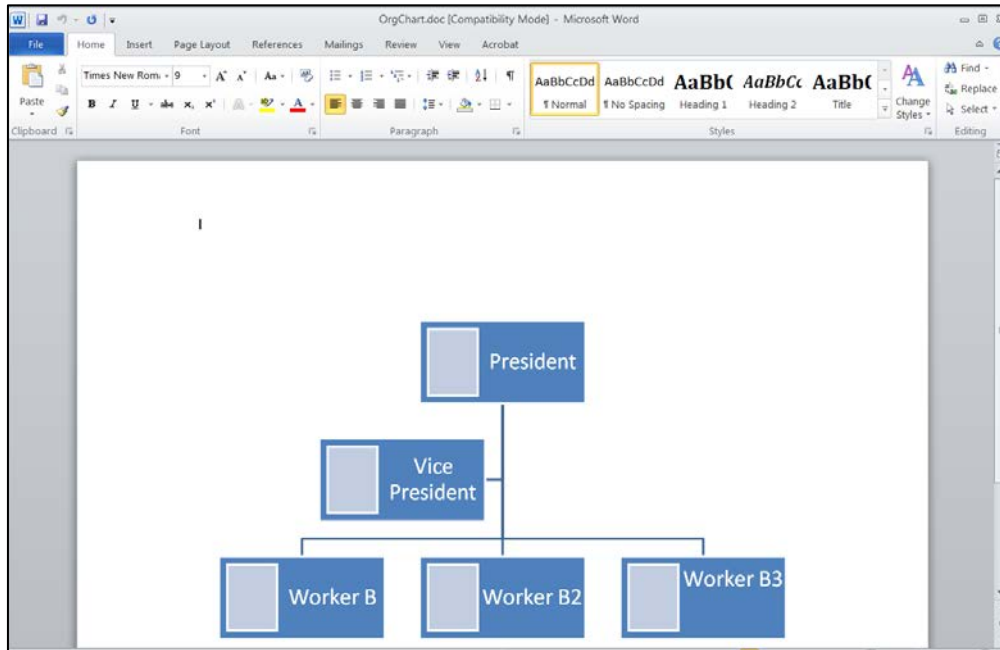 W
OrgChart.doc [Compatibility Mode] - Microsoft Word
File Home Insert Page Layout References Mailings Review View Acrobat
Paste
Times New Rom 9 A A Aa
B I U abc x, x'
AaBbCcDd AaBbCcDd AaBb( AaBbCc AaBb(
¶ Normal ¶ No Spacing Heading 1 Heading 2 Title
Change
Styles
Find
Replace
Select
Clipboard Font Paragraph Styles Editing
President
Vice
President
Worker B Worker B2 Worker B3